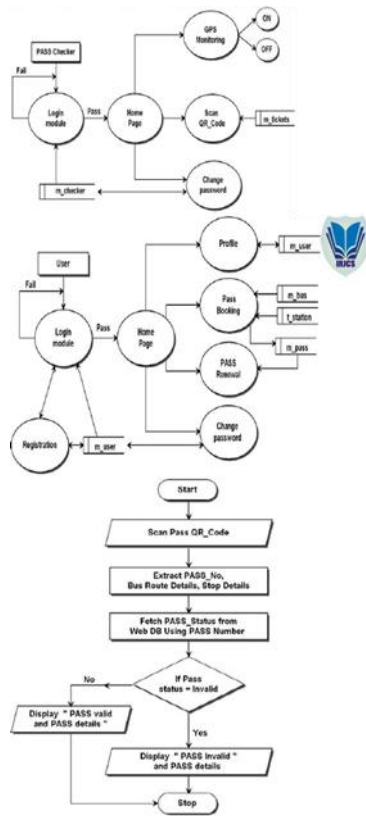 GPS
Monitoring
ON
OFF
PASS Checker
Fail
Login
module
Pass
Home
Page
Scan
QR_Code
m_tickets
m_checker
Change
password
IRJCS
User
Profile
m_user
Fail
Login
module
Pass
Home
Page
Pass
Booking
m_bus
t_station
m_pass
PASS
Renewal
Registration
m_user
Change
password
Start
Scan Pass QR_Code
Extract PASS_No,
Bus Route Details, Stop Details
Fetch PASS_Status from
Web DB Using PASS Number
If Pass
status = Invalid
No
Yes
Display " PASS valid
and PASS details "
Display " PASS Invalid "
and PASS details
Stop